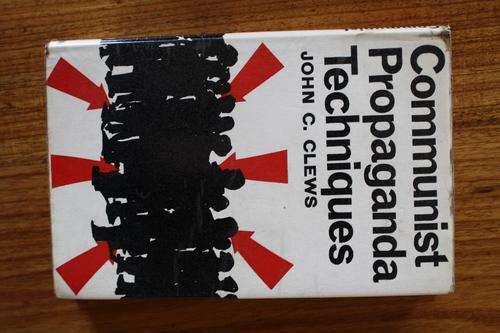 Communist
Propaganda
Techniques
JOHN C. CLEWS